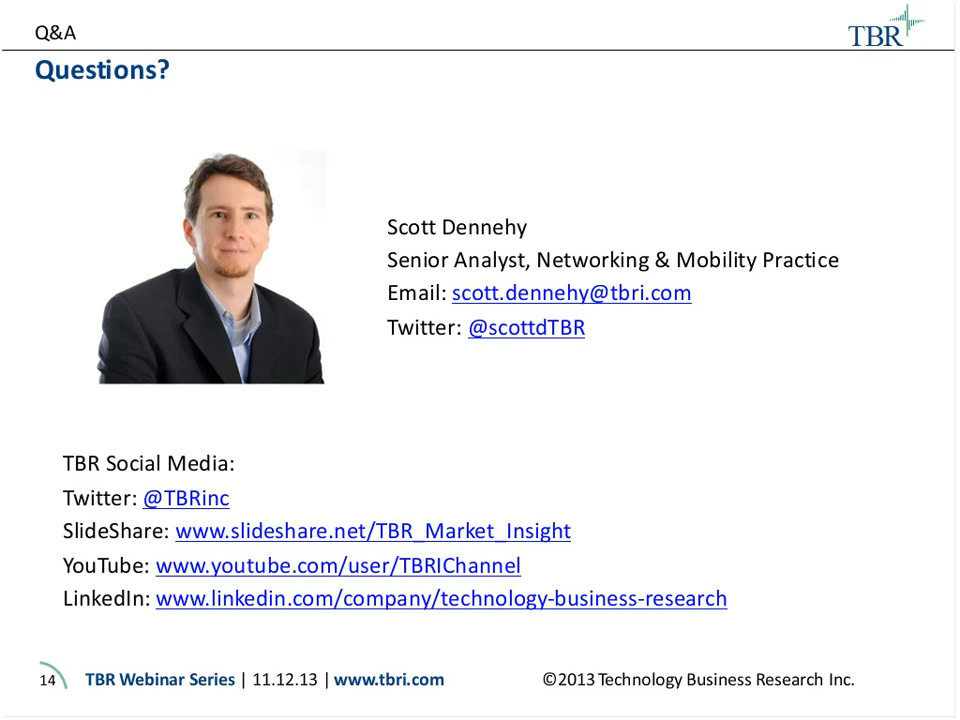 Q&A
TBR
Questions?
Scott Dennehy
Senior Analyst, Networking & Mobility Practice
Email: scott.dennehy@tbri.com
Twitter: @scottdTBR
TBR Social Media:
Twitter: @TBRinc
SlideShare: www.slideshare.net/TBR_Market_Insight
YouTube: www.youtube.com/user/TBRIChannel
LinkedIn: www.linkedin.com/company/technology-business-research
14 TBR Webinar Series | 11.12.13 | www.tbri.com ©2013 Technology Business Research Inc.